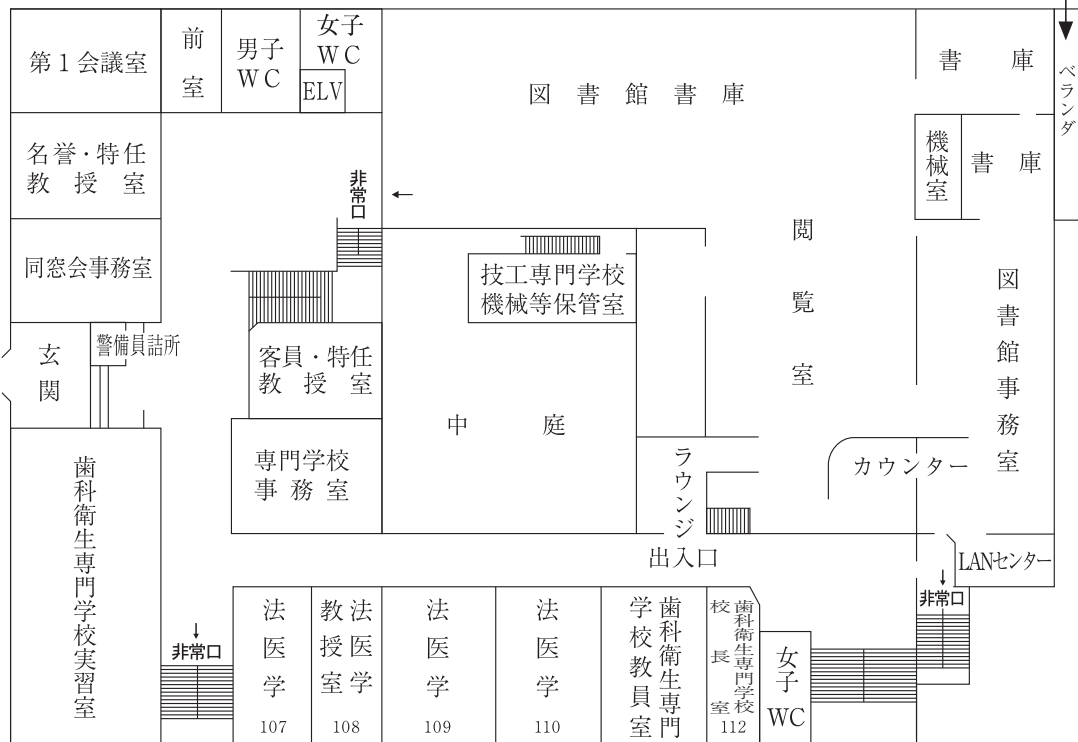 第1会議室
前室
男子
WC
女子
WC
ELV
図書館書庫
書庫
ベランダ
名誉・特任
教授室
非常口
機械室
書庫
同窓会事務室
技工専門学校
機械等保管室
閲覧室
図書館事務室
玄関
警備員詰所
客員・特任
教授室
中庭
専門学校
事務室
ラウンジ
カウンター
歯科衛生専門学校実習室
出入口
LANセンター
非常口
非常口
法医学
107
法医学
教授室
108
法医学
109
法医学
110
歯科衛生専門
学校教員室
歯科衛生専門学校
校長室
112
女子
WC